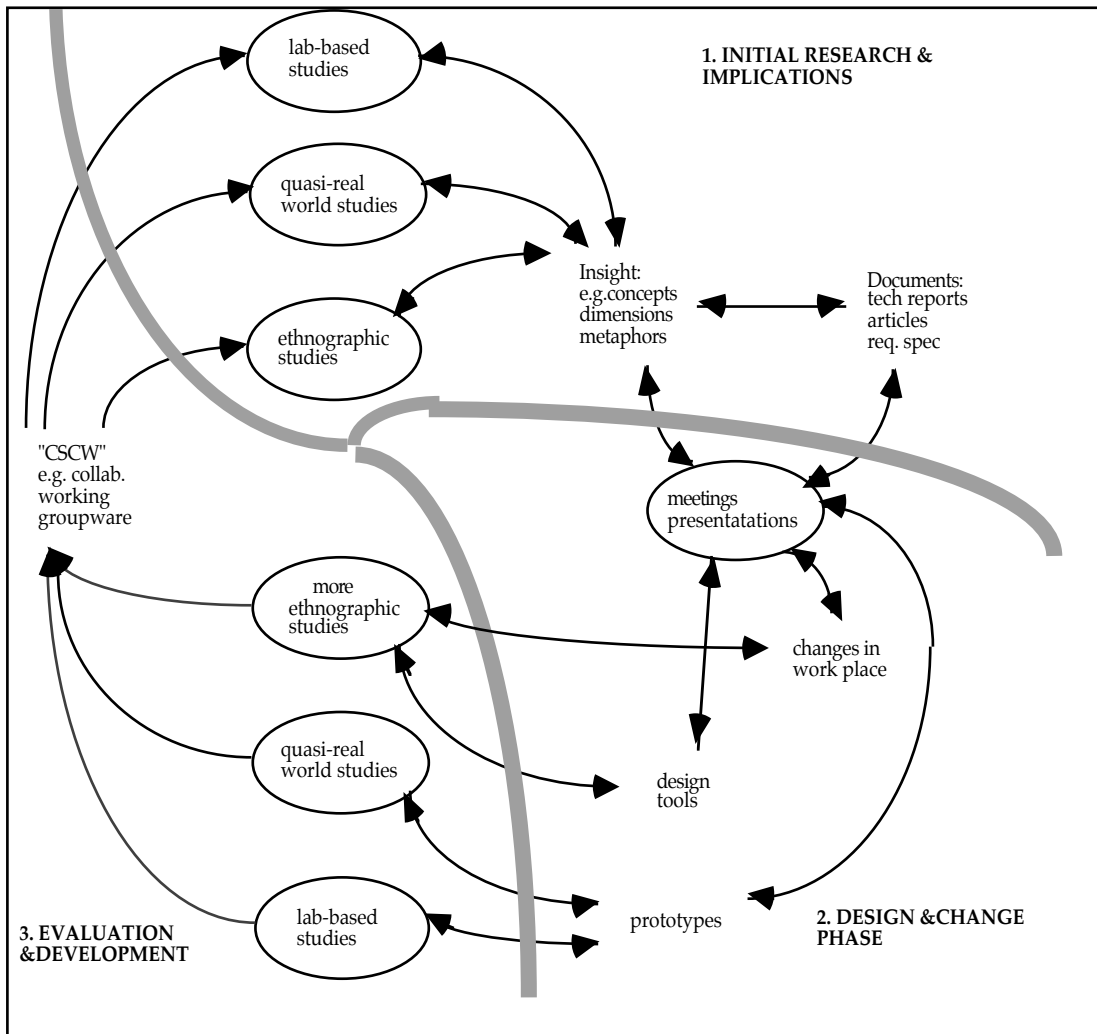 lab-based
studies
1. INITIAL RESEARCH &
IMPLICATIONS
quasi-real
world studies
Insight:
e.g.concepts
dimensions
metaphors
Documents:
tech reports
articles
req. spec
ethnographic
studies
"CSCW"
e.g. collab.
working
groupware
meetings
presentatations
more
ethnographic
studies
changes in
work place
quasi-real
world studies
design
tools
lab-based
studies
prototypes
2. DESIGN &CHANGE
PHASE
3. EVALUATION
&DEVELOPMENT